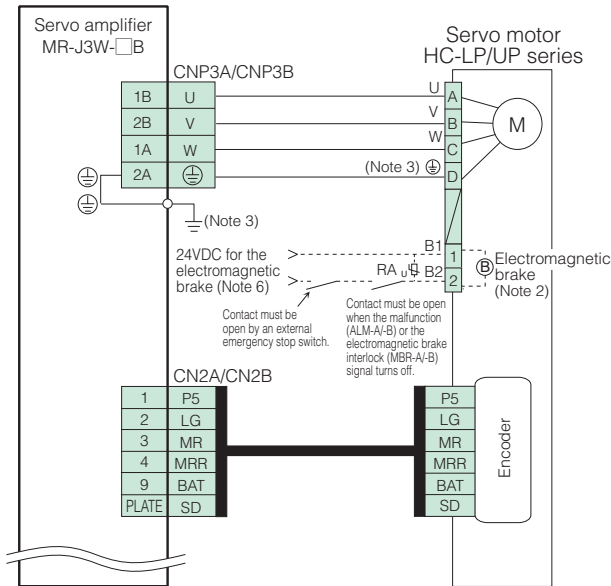 Servo amplifier
MR-J3W-□B
Servo motor
HC-LP/UP series
CNP3A/CNP3B
1B U
2B V
1A W
2A
U A
V B
W C
(Note 3) D
M
(Note 3)
24VDC for the
electromagnetic
brake (Note 6)
B1 1
RA U B2 2
B
Electromagnetic
brake
(Note 2)
Contact must be
open by an external
emergency stop switch.
Contact must be open
when the malfunction
(ALM-A/-B) or the
electromagnetic brake
interlock (MBR-A/-B)
signal turns off.
CN2A/CN2B
1 P5 P5
2 LG LG
3 MR MR
4 MRR MRR
9 BAT BAT
PLATE SD SD
Encoder